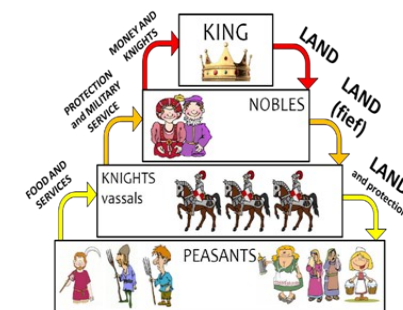 MONEY AND
KNIGHTS
KING
LAND
PROTECTION
and MILITARY
SERVICE
NOBLES
LAND
(fief)
FOOD AND
SERVICES
KNIGHTS
vassals
LAND
and protection
PEASANTS